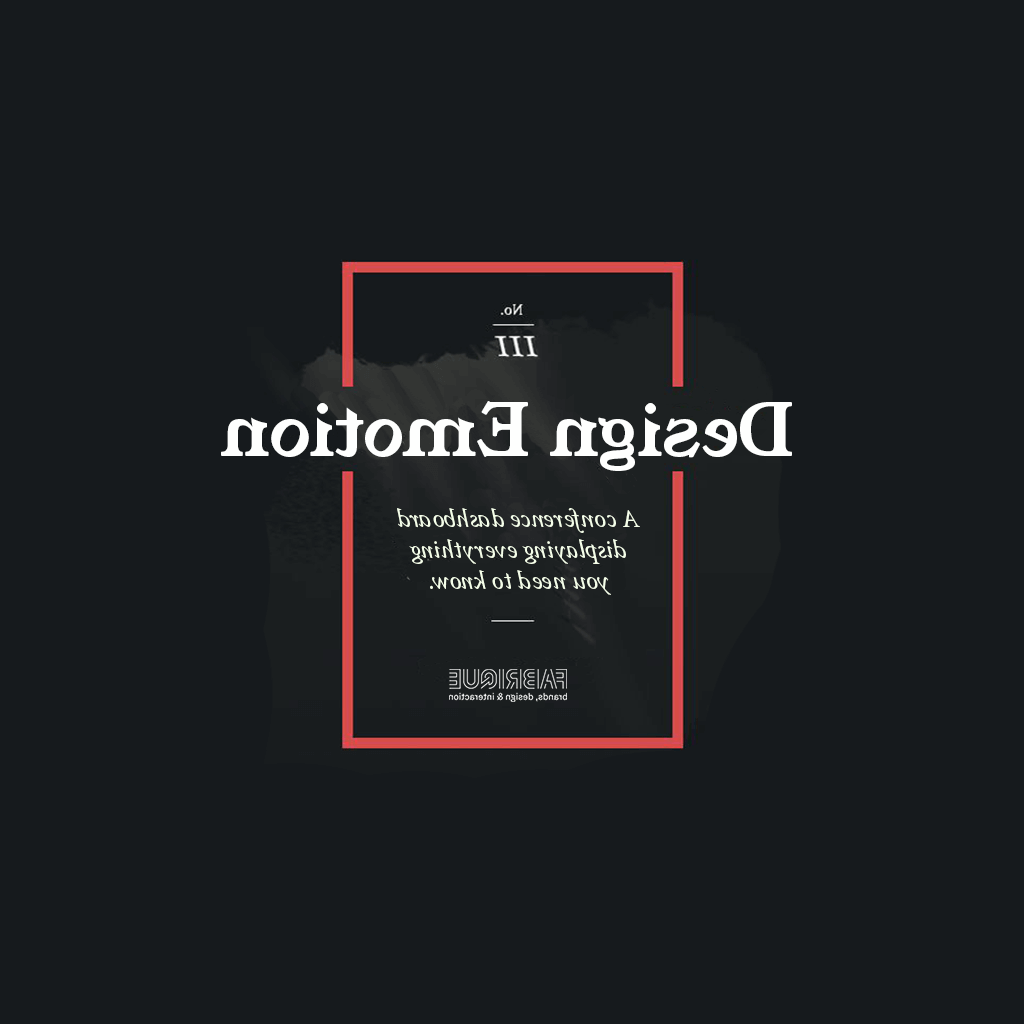 No.
III
Design Emotion
A conference dashboard
displaying everything
you need to know.
FABRIQUE
brands, design & interaction